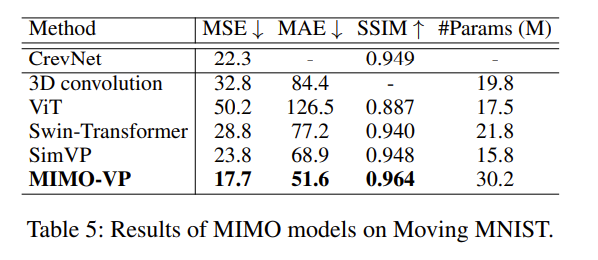 Method MSE ↓ MAE ↓ SSIM ↑ #Params (M)
CrevNet 22.3 - 0.949 -
3D convolution 32.8 84.4 - 19.8
ViT 50.2 126.5 0.887 17.5
Swin-Transformer 28.8 77.2 0.940 21.8
SimVP 23.8 68.9 0.948 15.8
MIMO-VP 17.7 51.6 0.964 30.2
Table 5: Results of MIMO models on Moving MNIST.